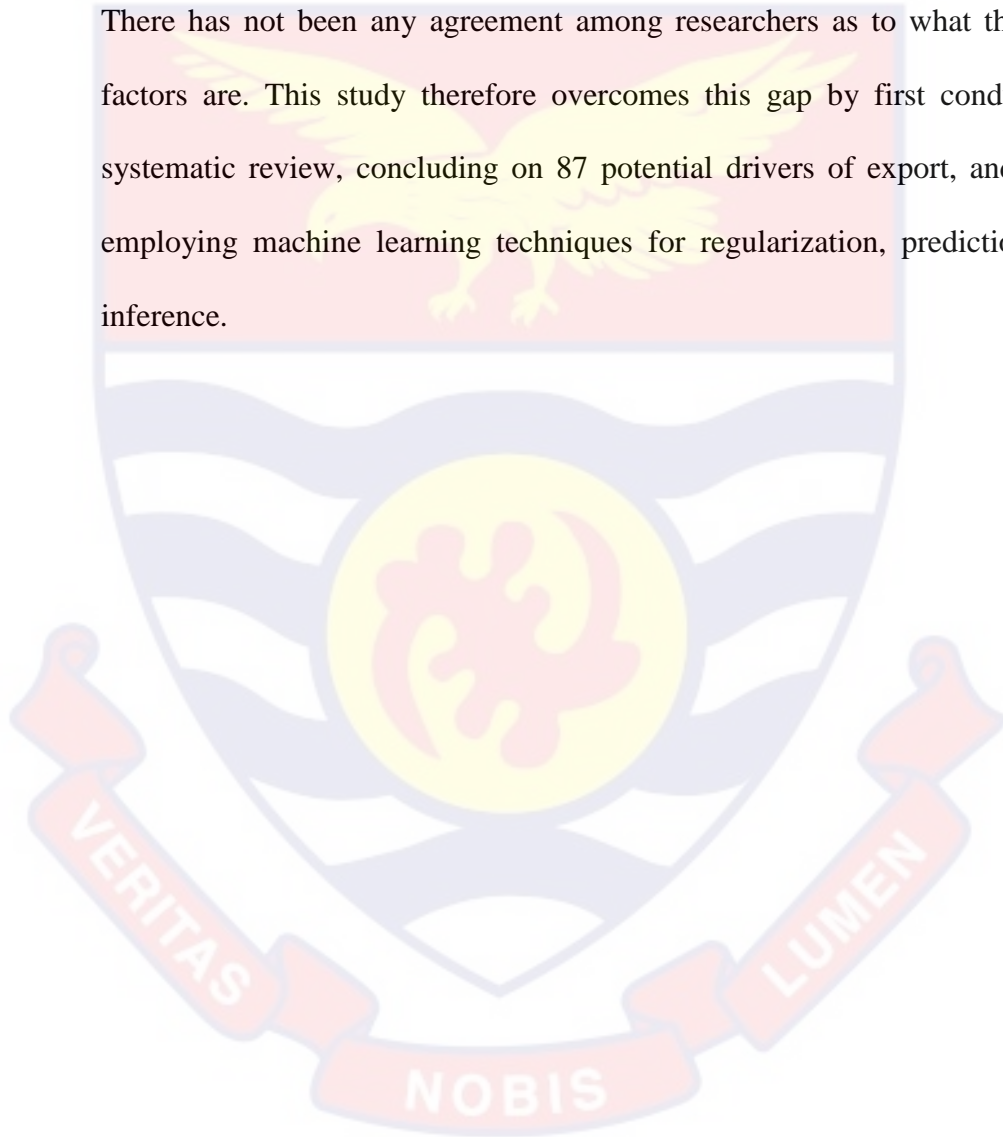 There has not been any agreement among researchers as to what th
factors are. This study therefore overcomes this gap by first cond
systematic review, concluding on 87 potential drivers of export, and
employing machine learning techniques for regularization, predictio
inference.
VERITAS
NOBIS
LUMEN